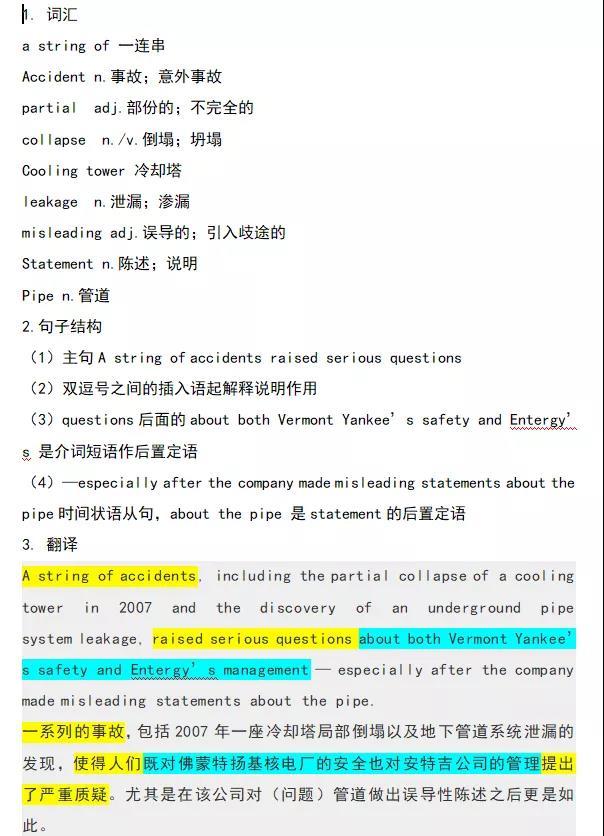 1. 词汇
a string of 一连串
Accident n.事故；意外事故
partial adj.部份的；不完全的
collapse n./v.倒塌；坍塌
Cooling tower 冷却塔
leakage n.泄漏；渗漏
misleading adj.误导的；引入歧途的
Statement n.陈述；说明
Pipe n.管道
2.句子结构
（1）主句 A string of accidents raised serious questions
（2）双逗号之间的插入语起解释说明作用
（3）questions 后面的 about both Vermont Yankee’s safety and Entergy’
s 是介词短语作后置定语
（4）—especially after the company made misleading statements about the
pipe 时间状语从句，about the pipe 是 statement 的后置定语
3. 翻译
A string of accidents, including the partial collapse of a cooling
tower in 2007 and the discovery of an underground pipe
system leakage, raised serious questions about both Vermont Yankee’
s safety and Entergy’s management — especially after the company
made misleading statements about the pipe.
一系列的事故，包括 2007 年一座冷却塔局部倒塌以及地下管道系统泄漏的
发现，使得人们既对佛蒙特扬基核电厂的安全也对安特吉公司的管理提出
了严重质疑。尤其是在该公司对（问题）管道做出误导性陈述之后更是如
此。